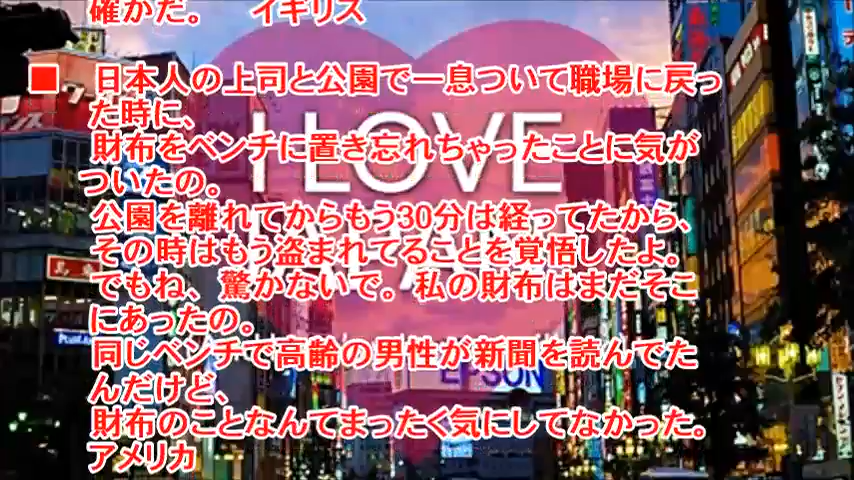 確かだ。　イギリス
■　日本人の上司と公園で一息ついて職場に戻っ
た時に、
財布をベンチに置き忘れちゃったことに気が
ついたの。
公園を離れてからもう30分は経ってたから、
その時はもう盗まれてることを覚悟したよ。
でもね、驚かないで。私の財布はまだそこ
にあったの。
同じベンチで高齢の男性が新聞を読んでた
んだけど、
財布のことなんてまったく気にしてなかった。
アメリカ
I LOVE
JAPAN
EPSON